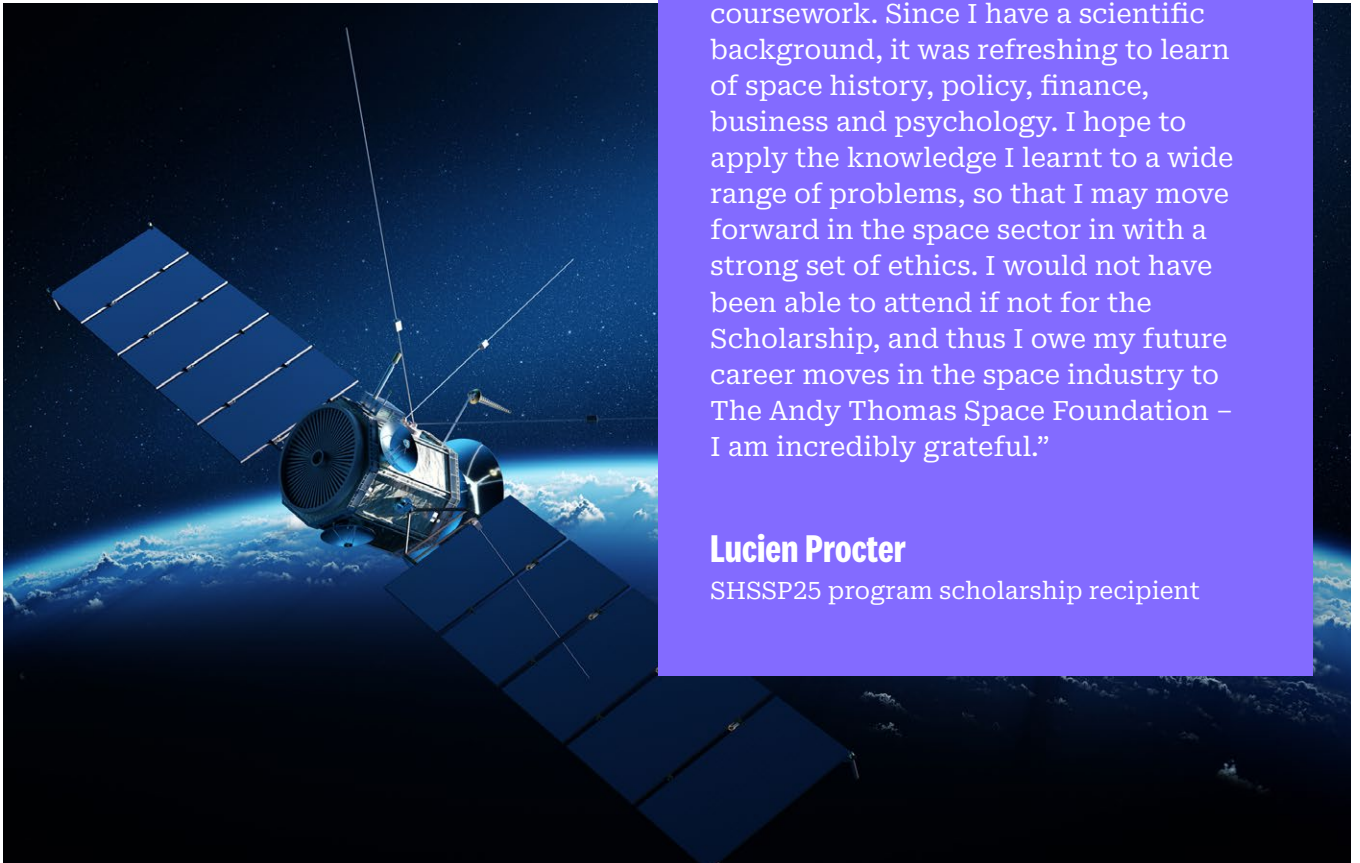 coursework. Since I have a scientific
background, it was refreshing to learn
of space history, policy, finance,
business and psychology. I hope to
apply the knowledge I learnt to a wide
range of problems, so that I may move
forward in the space sector in with a
strong set of ethics. I would not have
been able to attend if not for the
Scholarship, and thus I owe my future
career moves in the space industry to
The Andy Thomas Space Foundation –
I am incredibly grateful.”
Lucien Procter
SHSSP25 program scholarship recipient